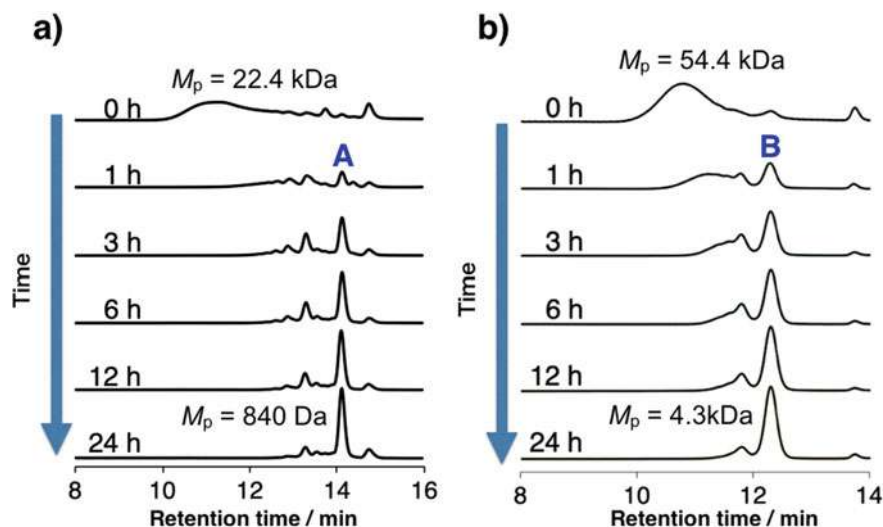 a)
Mp = 22.4 kDa
0 h
1 h
A
3 h
6 h
12 h
Mp = 840 Da
24 h
Time
8 10 12 14 16
Retention time / min
b)
Mp = 54.4 kDa
0 h
1 h
B
3 h
6 h
12 h
Mp = 4.3kDa
24 h
Time
8 10 12 14
Retention time / min